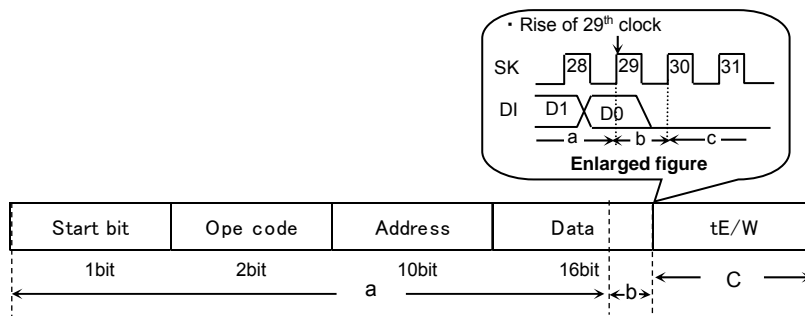 ・Rise of 29th clock
SK 28 29 30 31
DI D1 D0
a b c
Enlarged figure
Start bit Ope code Address Data tE/W
1bit 2bit 10bit 16bit
a b C